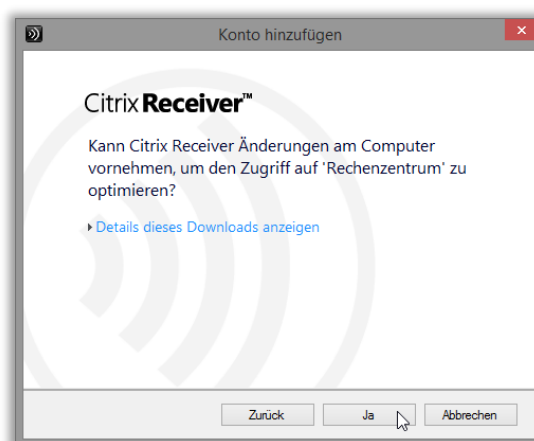 Konto hinzufügen
Citrix Receiver™
Kann Citrix Receiver Änderungen am Computer
vornehmen, um den Zugriff auf 'Rechenzentrum' zu
optimieren?
Details dieses Downloads anzeigen
Zurück Ja Abbrechen